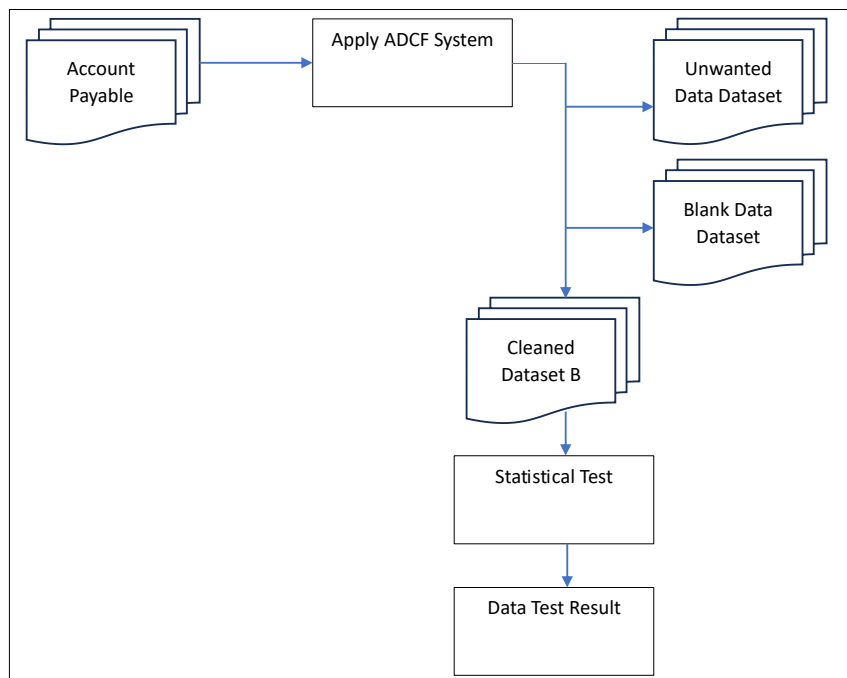 Account
Payable
Apply ADCF System
Unwanted
Data Dataset
Blank Data
Dataset
Cleaned
Dataset B
Statistical Test
Data Test Result